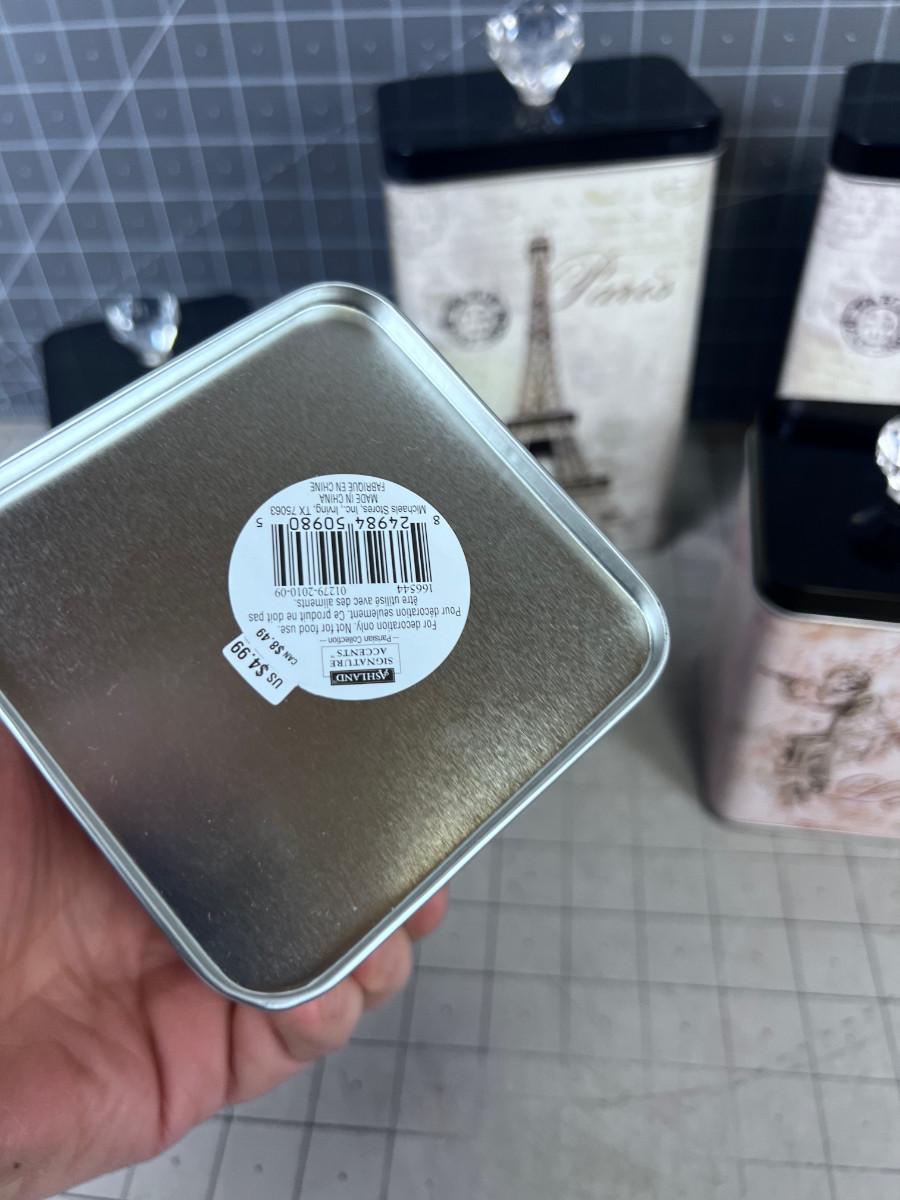 Paris
ASHLAND™
SIGNATURE
ACCENTS™
— Parisian Collection —
For decoration only. Not for food use.
Pour décoration seulement. Ce produit ne doit pas
être utilisé avec des aliments.
166544 01279-2010-09
8 24984 50980 5
Michaels Stores, Inc., Irving, TX 75063
MADE IN CHINA
FABRIQUÉ EN CHINE
US $4.99
CAN $8.49